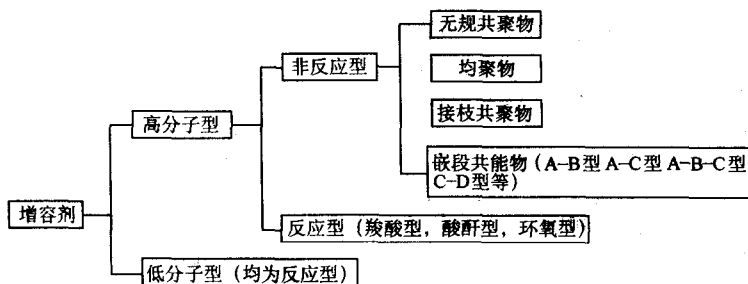 无规共聚物
非反应型
均聚物
高分子型
接枝共聚物
嵌段共能物（A-B型 A-C型 A-B-C型
C-D型等）
增容剂
反应型（羧酸型，酸酐型，环氧型）
低分子型（均为反应型）